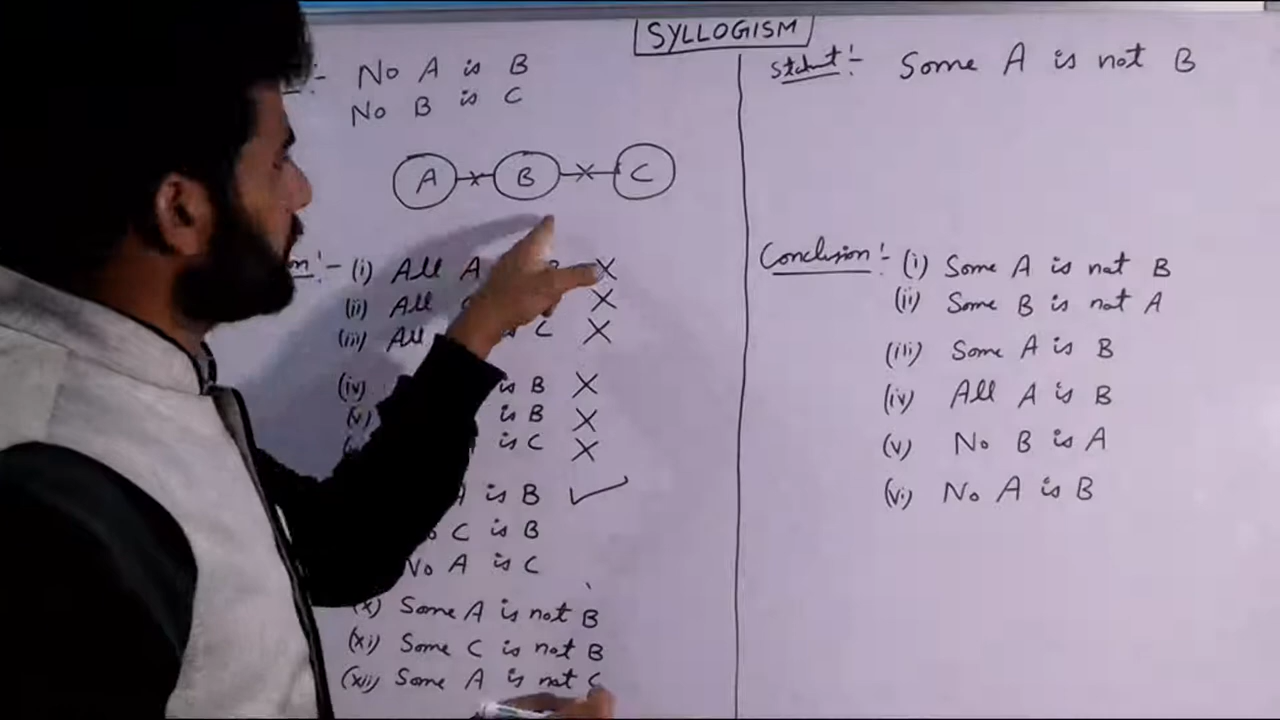 SYLLOGISM
No A is B
No B is C
A B C
(i) All A B X
(ii) All X
(iii) All C X
(iv) is B X
(v) is B X
is C X
A is B ✓
C is B
No A is C
(x) Some A is not B
(xi) Some C is not B
(xii) Some A is not C
Statmt:- Some A is not B
Conclusion:- (i) Some A is not B
(ii) Some B is not A
(iii) Some A is B
(iv) All A is B
(v) No B is A
(vi) No A is B